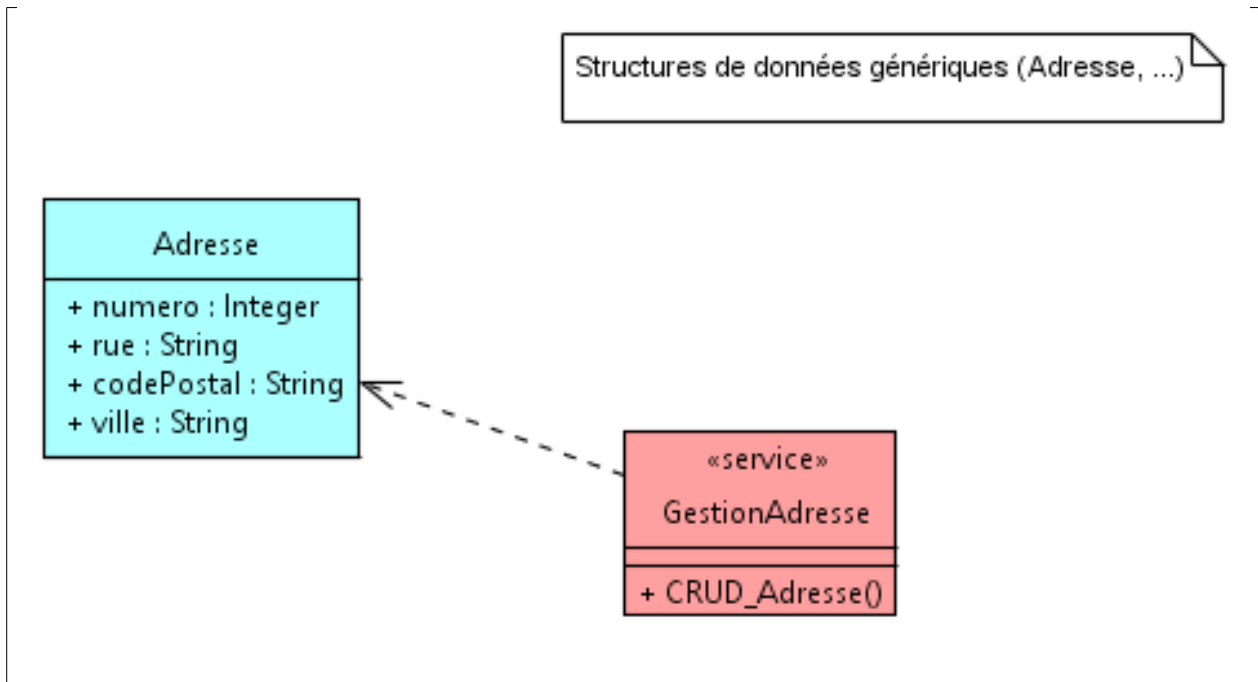 Structures de données génériques (Adresse, ...)
Adresse
+ numero : Integer
+ rue : String
+ codePostal : String
+ ville : String
«service»
GestionAdresse
+ CRUD_Adresse()